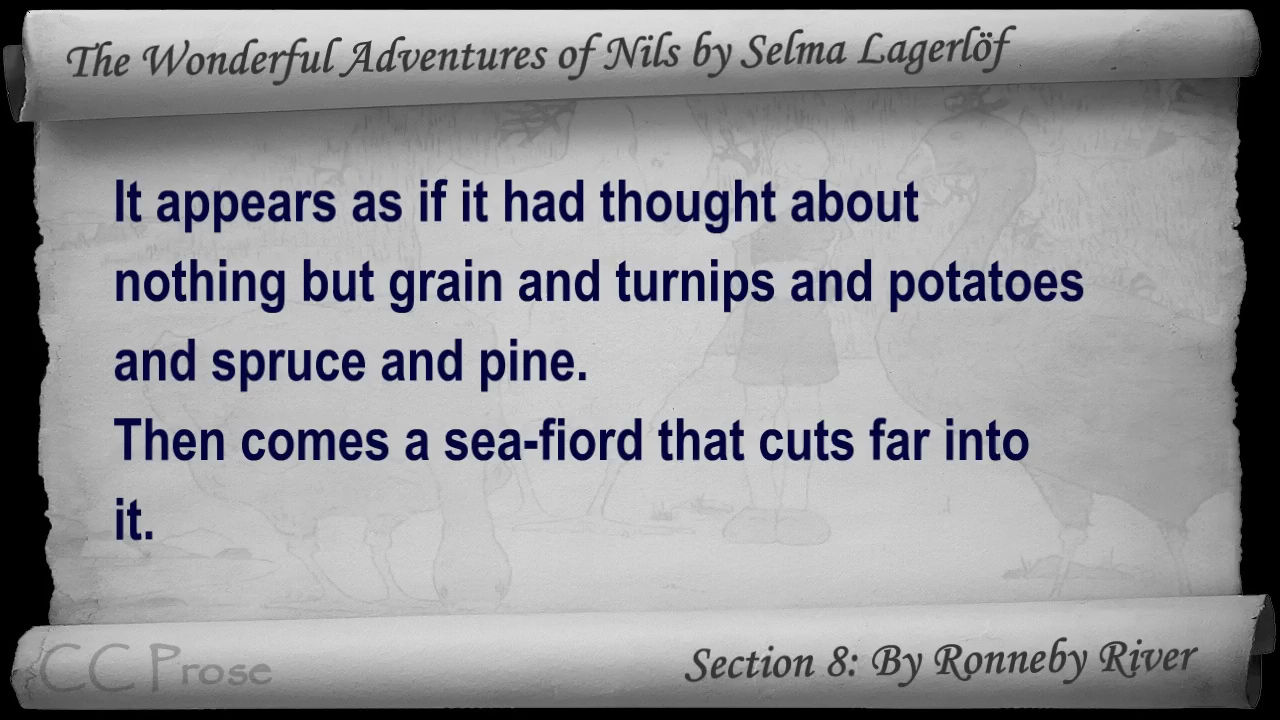 The Wonderful Adventures of Nils by Selma Lagerlöf
It appears as if it had thought about
nothing but grain and turnips and potatoes
and spruce and pine.
Then comes a sea-fiord that cuts far into
it.
CC Prose
Section 8: By Ronneby River